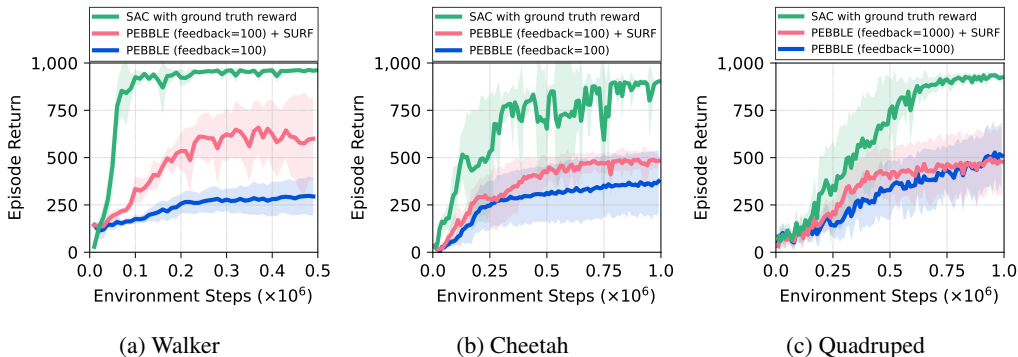 SAC with ground truth reward
PEBBLE (feedback=100) + SURF
PEBBLE (feedback=100)
1,000
750
500
250
0
Episode Return
0.0
0.1
0.2
0.3
0.4
0.5
Environment Steps (×10⁶)
(a) Walker
SAC with ground truth reward
PEBBLE (feedback=100) + SURF
PEBBLE (feedback=100)
1,000
750
500
250
0
Episode Return
0.0
0.25
0.5
0.75
1.0
Environment Steps (×10⁶)
(b) Cheetah
SAC with ground truth reward
PEBBLE (feedback=1000) + SURF
PEBBLE (feedback=1000)
1,000
750
500
250
0
Episode Return
0.0
0.25
0.5
0.75
1.0
Environment Steps (×10⁶)
(c) Quadruped